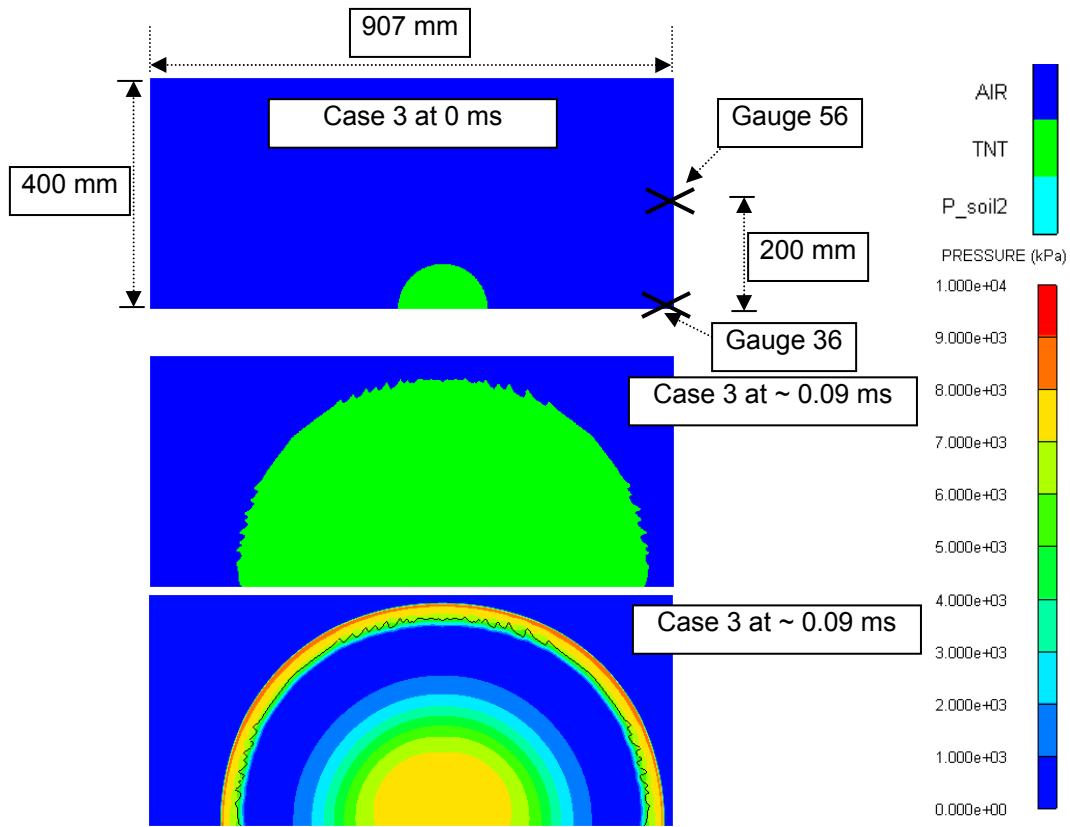 907 mm
Case 3 at 0 ms
Gauge 56
400 mm
200 mm
Gauge 36
Case 3 at ~ 0.09 ms
Case 3 at ~ 0.09 ms
AIR
TNT
P_soil2
PRESSURE (kPa)
1.000e+04
9.000e+03
8.000e+03
7.000e+03
6.000e+03
5.000e+03
4.000e+03
3.000e+03
2.000e+03
1.000e+03
0.000e+00